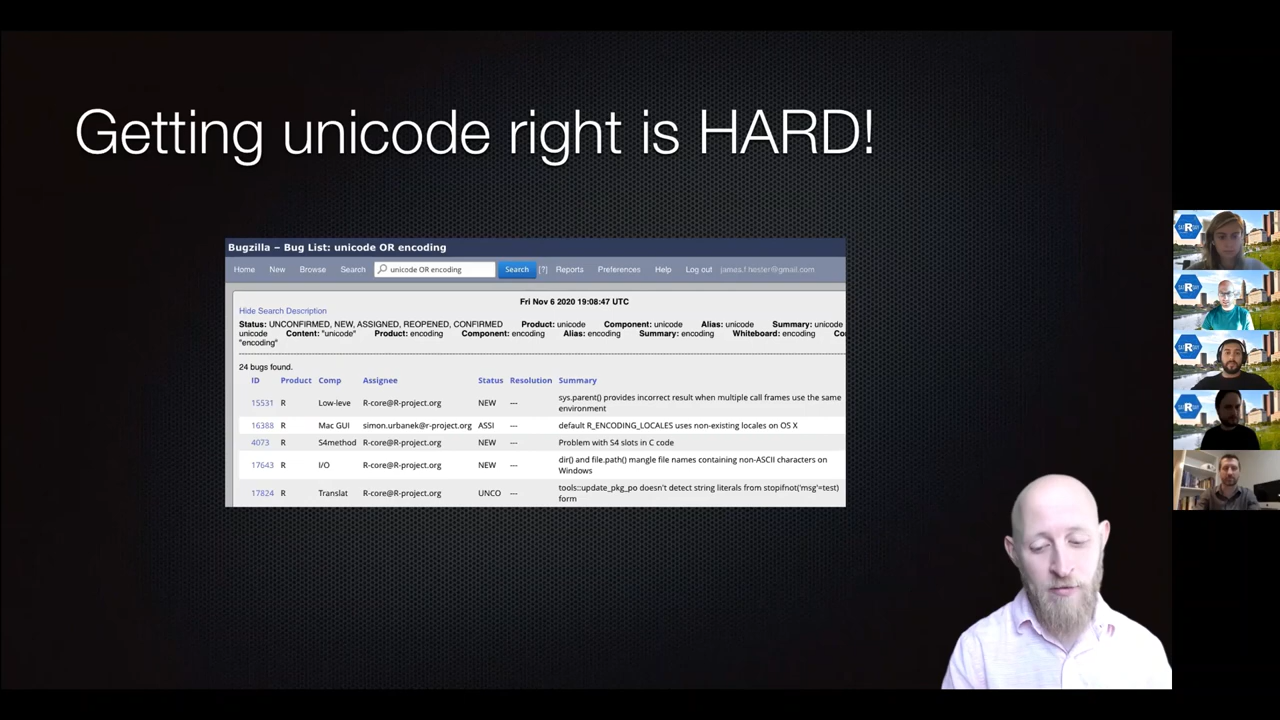 Getting unicode right is HARD!
Bugzilla – Bug List: unicode OR encoding
Home New Browse Search unicode OR encoding Search [?] Reports Preferences Help Log out james.f.hester@gmail.com
Fri Nov 6 2020 19:08:47 UTC
Hide Search Description
Status: UNCONFIRMED, NEW, ASSIGNED, REOPENED, CONFIRMED Product: unicode Component: unicode Alias: unicode Summary: unicode
unicode Content: "unicode" Product: encoding Component: encoding Alias: encoding Summary: encoding Whiteboard: encoding Co
"encoding"
24 bugs found.
ID Product Comp Assignee Status Resolution Summary
15531 R Low-leve R-core@R-project.org NEW --- sys.parent() provides incorrect result when multiple call frames use the same
environment
16388 R Mac GUI simon.urbanek@r-project.org ASSI --- default R_ENCODING_LOCALES uses non-existing locales on OS X
4073 R S4method R-core@R-project.org NEW --- Problem with S4 slots in C code
17643 R I/O R-core@R-project.org NEW --- dir() and file.path() mangle file names containing non-ASCII characters on
Windows
17824 R Translat R-core@R-project.org UNCO --- tools::update_pkg_po doesn't detect string literals from stopifnot('msg'=test)
form